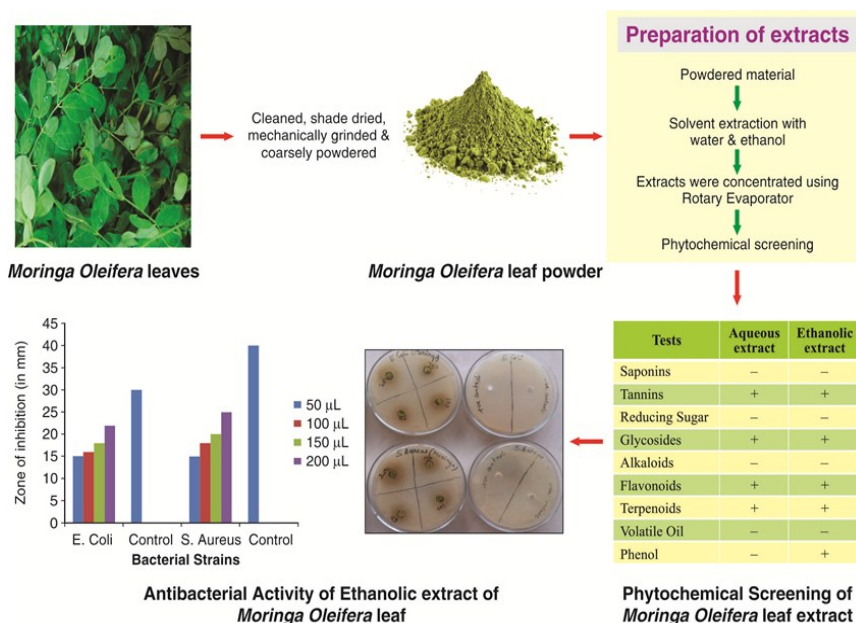 Preparation of extracts
Cleaned, shade dried,
mechanically grinded &
coarsely powdered
Powdered material
Solvent extraction with
water & ethanol
Extracts were concentrated using
Rotary Evaporator
Phytochemical screening
Moringa Oleifera leaves
Moringa Oleifera leaf powder
Zone of inhibition (in mm)
45
40
35
30
25
20
15
10
5
0
E. Coli Control S. Aureus Control
Bacterial Strains
50 µL
100 µL
150 µL
200 µL
Antibacterial Activity of Ethanolic extract of
Moringa Oleifera leaf
Tests Aqueous extract Ethanolic extract
Saponins – –
Tannins + +
Reducing Sugar – –
Glycosides + +
Alkaloids – –
Flavonoids + +
Terpenoids + +
Volatile Oil – –
Phenol – +
Phytochemical Screening of
Moringa Oleifera leaf extract